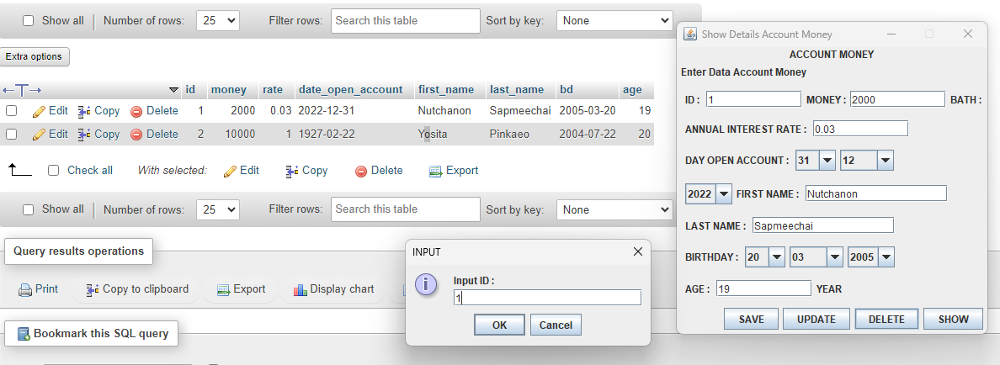 Show all Number of rows: 25 Filter rows: Search this table Sort by key: None
Extra options
id money rate date_open_account first_name last_name bd age
Edit Copy Delete 1 2000 0.03 2022-12-31 Nutchanon Sapmeechai 2005-03-20 19
Edit Copy Delete 2 10000 1 1927-02-22 Yosita Pinkaeo 2004-07-22 20
Check all With selected: Edit Copy Delete Export
Show all Number of rows: 25 Filter rows: Search this table Sort by key: None
Query results operations
Print Copy to clipboard Export Display chart
Bookmark this SQL query
INPUT
Input ID :
1
OK Cancel
Show Details Account Money
ACCOUNT MONEY
Enter Data Account Money
ID : 1 MONEY : 2000 BATH :
ANNUAL INTEREST RATE : 0.03
DAY OPEN ACCOUNT : 31 12
2022 FIRST NAME : Nutchanon
LAST NAME : Sapmeechai
BIRTHDAY : 20 03 2005
AGE : 19 YEAR
SAVE UPDATE DELETE SHOW